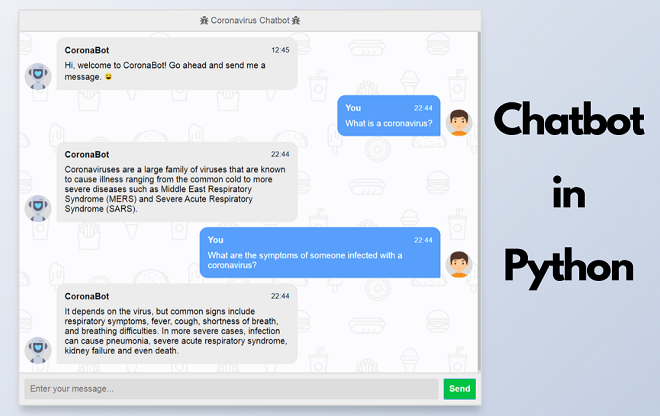 Coronavirus Chatbot
CoronaBot 12:45
Hi, welcome to CoronaBot! Go ahead and send me a
message. 😄
You 22:44
What is a coronavirus?
CoronaBot 22:44
Coronaviruses are a large family of viruses that are known
to cause illness ranging from the common cold to more
severe diseases such as Middle East Respiratory
Syndrome (MERS) and Severe Acute Respiratory
Syndrome (SARS).
You 22:44
What are the symptoms of someone infected with a
coronavirus?
CoronaBot 22:44
It depends on the virus, but common signs include
respiratory symptoms, fever, cough, shortness of breath,
and breathing difficulties. In more severe cases, infection
can cause pneumonia, severe acute respiratory syndrome,
kidney failure and even death.
Enter your message... Send
Chatbot
in
Python